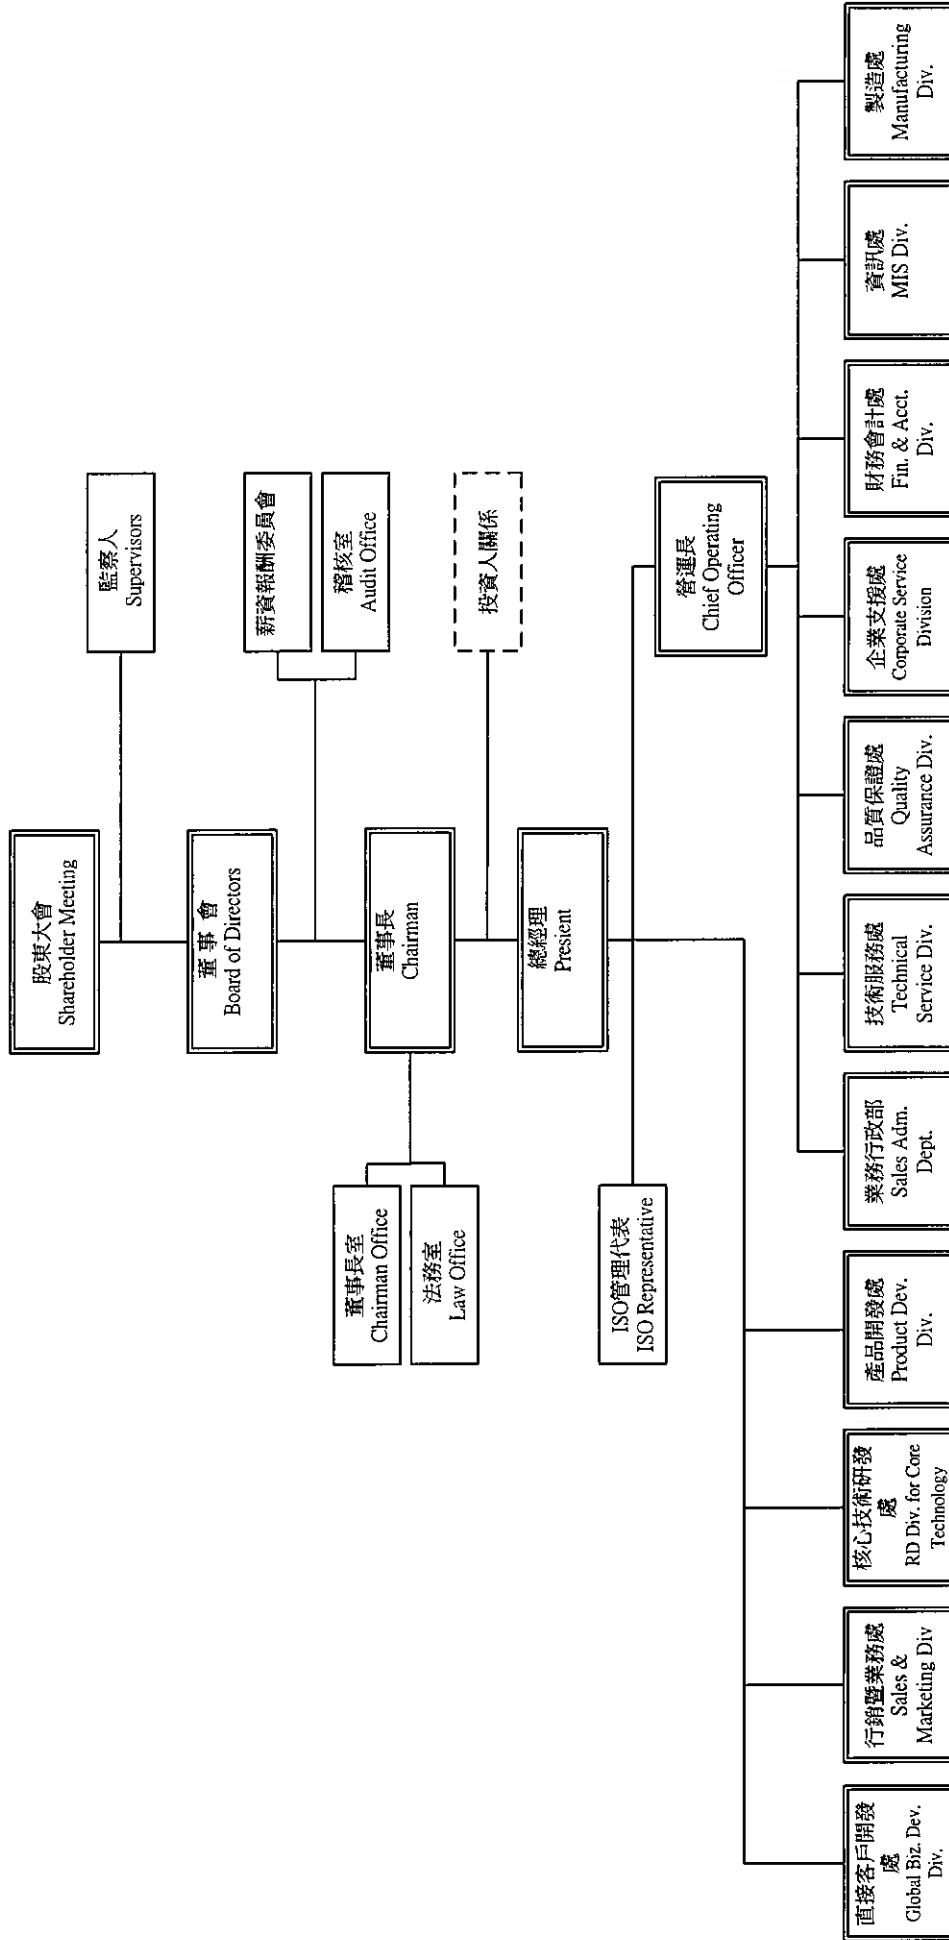 股東大會
Shareholder Meeting
監察人
Supervisors
董 事 會
Board of Directors
薪資報酬委員會
稽核室
Audit Office
董事長
Chairman
董事長室
Chairman Office
法務室
Law Office
投資人關係
總經理
Presient
ISO管理代表
ISO Representative
營運長
Chief Operating
Officer
直接客戶開發
處
Global Biz. Dev.
Div.
行銷暨業務處
Sales &
Marketing Div
核心技術研發
處
RD Div. for Core
Technology
產品開發處
Product Dev.
Div.
業務行政部
Sales Adm.
Dept.
技術服務處
Technical
Service Div.
品質保證處
Quality
Assurance Div.
企業支援處
Corporate Service
Division
財務會計處
Fin. & Acct.
Div.
資訊處
MIS Div.
製造處
Manufacturing
Div.